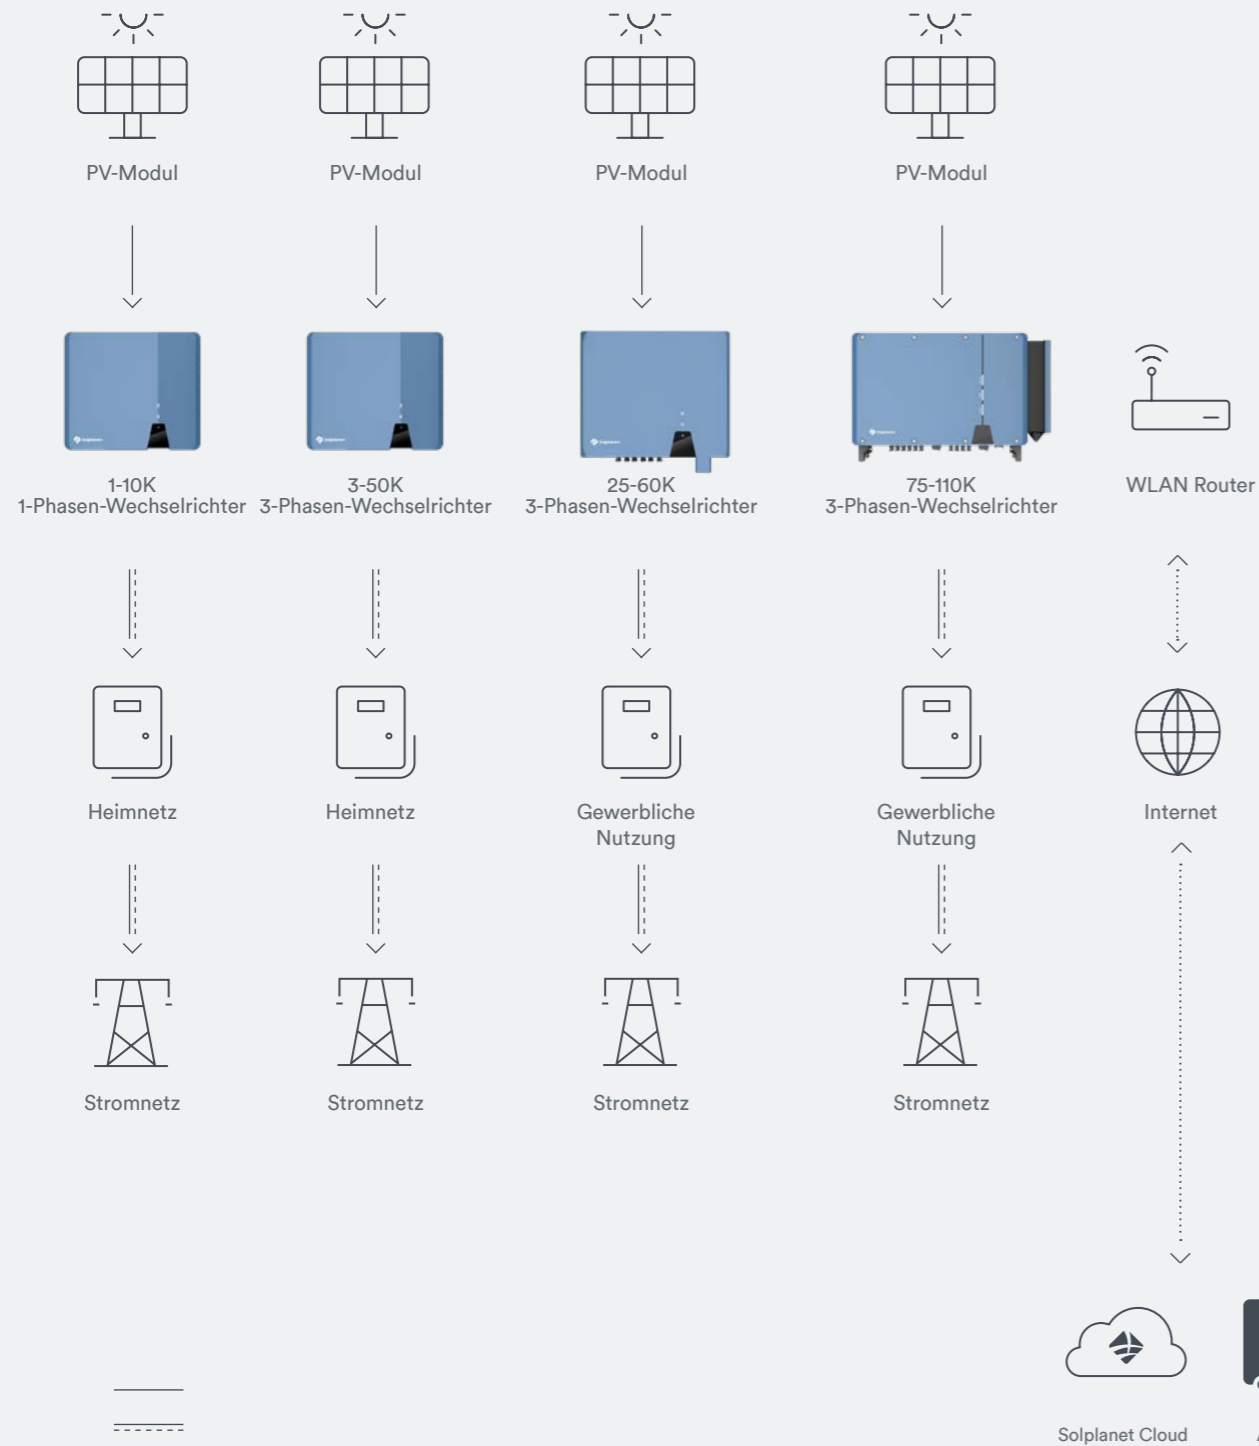 PV-Modul PV-Modul PV-Modul PV-Modul
1-10K 3-50K 25-60K 75-110K WLAN Router
1-Phasen-Wechselrichter 3-Phasen-Wechselrichter 3-Phasen-Wechselrichter 3-Phasen-Wechselrichter
Heimnetz Heimnetz Gewerbliche Gewerbliche Internet
Nutzung Nutzung
Stromnetz Stromnetz Stromnetz Stromnetz
Solplanet Cloud